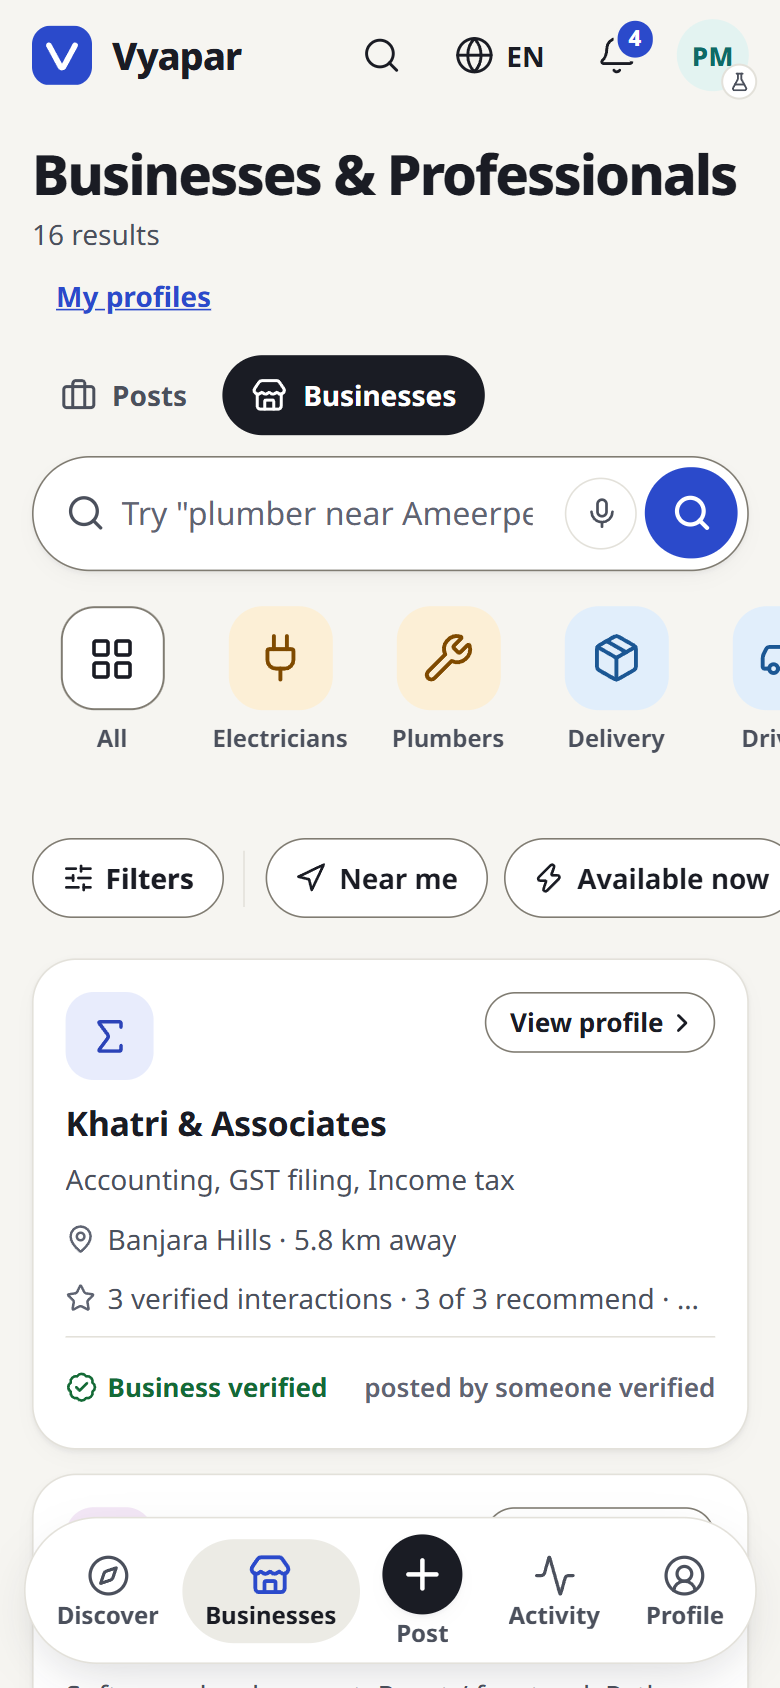 Vyapar
EN
4
PM
Businesses & Professionals
16 results
My profiles
Posts
Businesses
Try "plumber near Ameerpe
All
Electricians
Plumbers
Delivery
Driv
Filters
Near me
Available now
View profile
Khatri & Associates
Accounting, GST filing, Income tax
Banjara Hills · 5.8 km away
3 verified interactions · 3 of 3 recommend · ...
Business verified
posted by someone verified
Discover
Businesses
Post
Activity
Profile